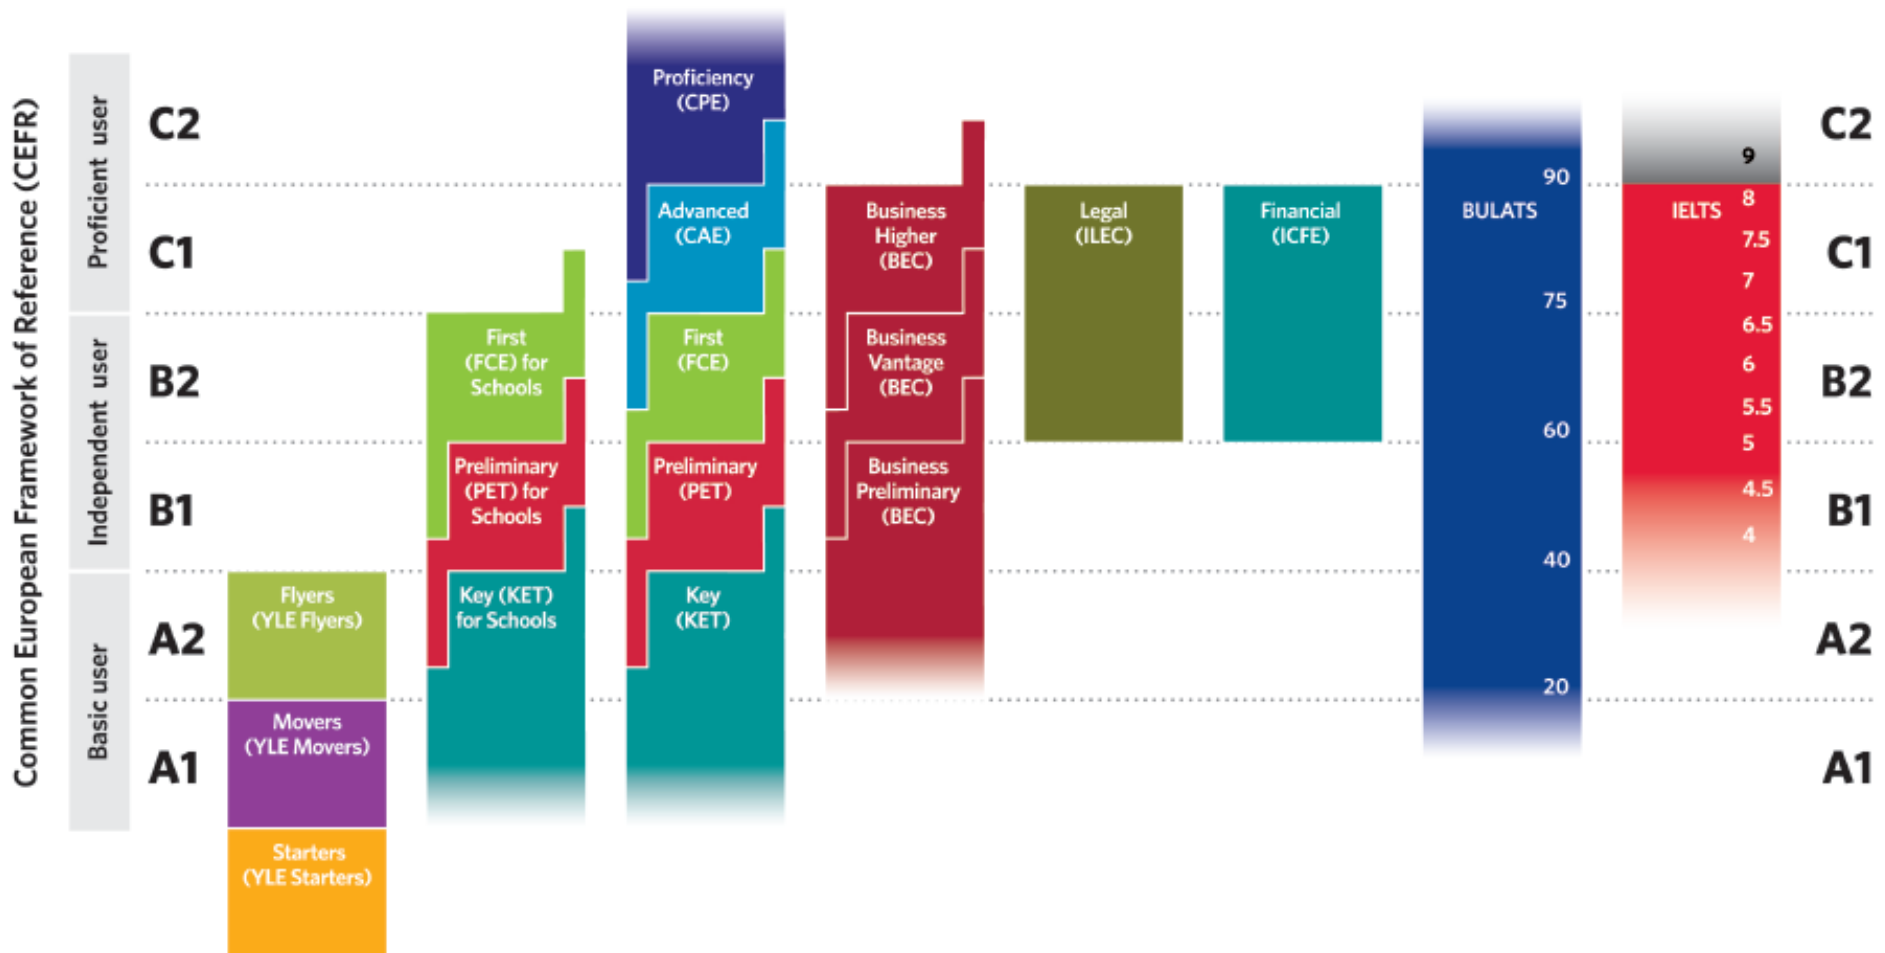 Common European Framework of Reference (CEFR)
Proficient user
Independent user
Basic user
C2
C1
B2
B1
A2
A1
Flyers
(YLE Flyers)
Movers
(YLE Movers)
Starters
(YLE Starters)
First
(FCE) for
Schools
Preliminary
(PET) for
Schools
Key (KET)
for Schools
Proficiency
(CPE)
Advanced
(CAE)
First
(FCE)
Preliminary
(PET)
Key
(KET)
Business
Higher
(BEC)
Business
Vantage
(BEC)
Business
Preliminary
(BEC)
Legal
(ILEC)
Financial
(ICFE)
BULATS
90
75
60
40
20
IELTS
9
8
7.5
7
6.5
6
5.5
5
4.5
4
C2
C1
B2
B1
A2
A1